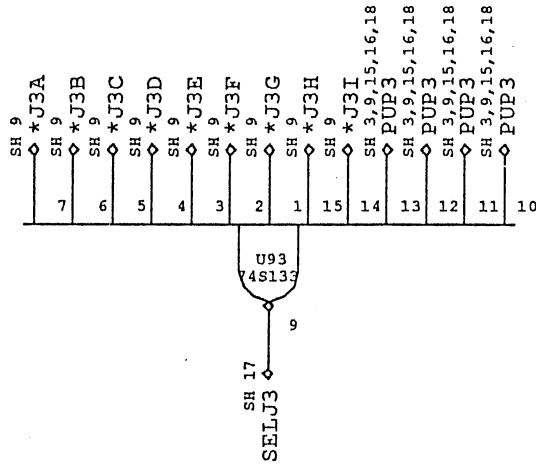 SH 9
*J3A
SH 9
*J3B
SH 9
*J3C
SH 9
*J3D
SH 9
*J3E
SH 9
*J3F
SH 9
*J3G
SH 9
*J3H
SH 9
*J3I
SH 3,9,15,16,18
PUP3
SH 3,9,15,16,18
PUP3
SH 3,9,15,16,18
PUP3
SH 3,9,15,16,18
PUP3
7 6 5 4 3 2 1 15 14 13 12 11 10
U93
74S133
9
SH 17
SELJ3